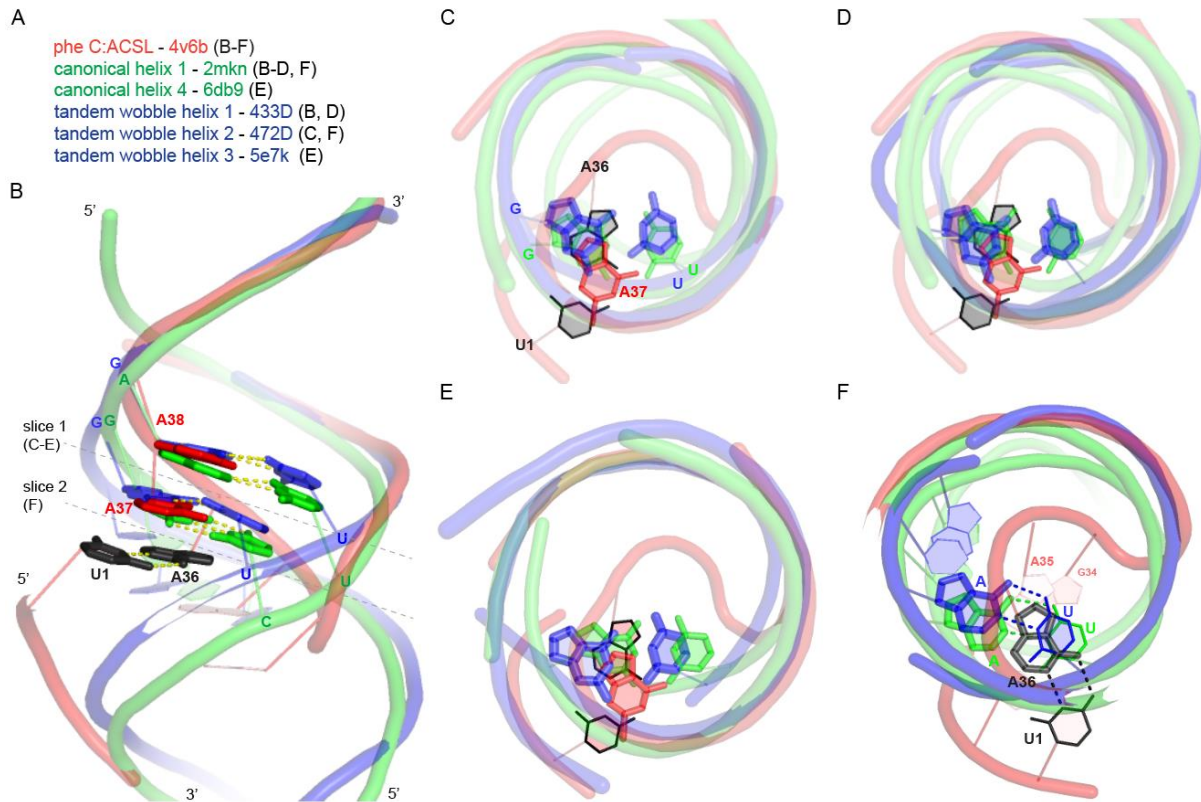 A
phe C:ACSL - 4v6b (B-F)
canonical helix 1 - 2mkn (B-D, F)
canonical helix 4 - 6db9 (E)
tandem wobble helix 1 - 433D (B, D)
tandem wobble helix 2 - 472D (C, F)
tandem wobble helix 3 - 5e7k (E)
B
5’
3’
G
A
G
G
A38
slice 1
(C-E)
slice 2
(F)
A37
U1
A36
U
U
U
C
5’
3’
5’
C
A36
G
G
U
U
A37
U1
D
E
F
A35
G34
A
U
U
A
A36
U1